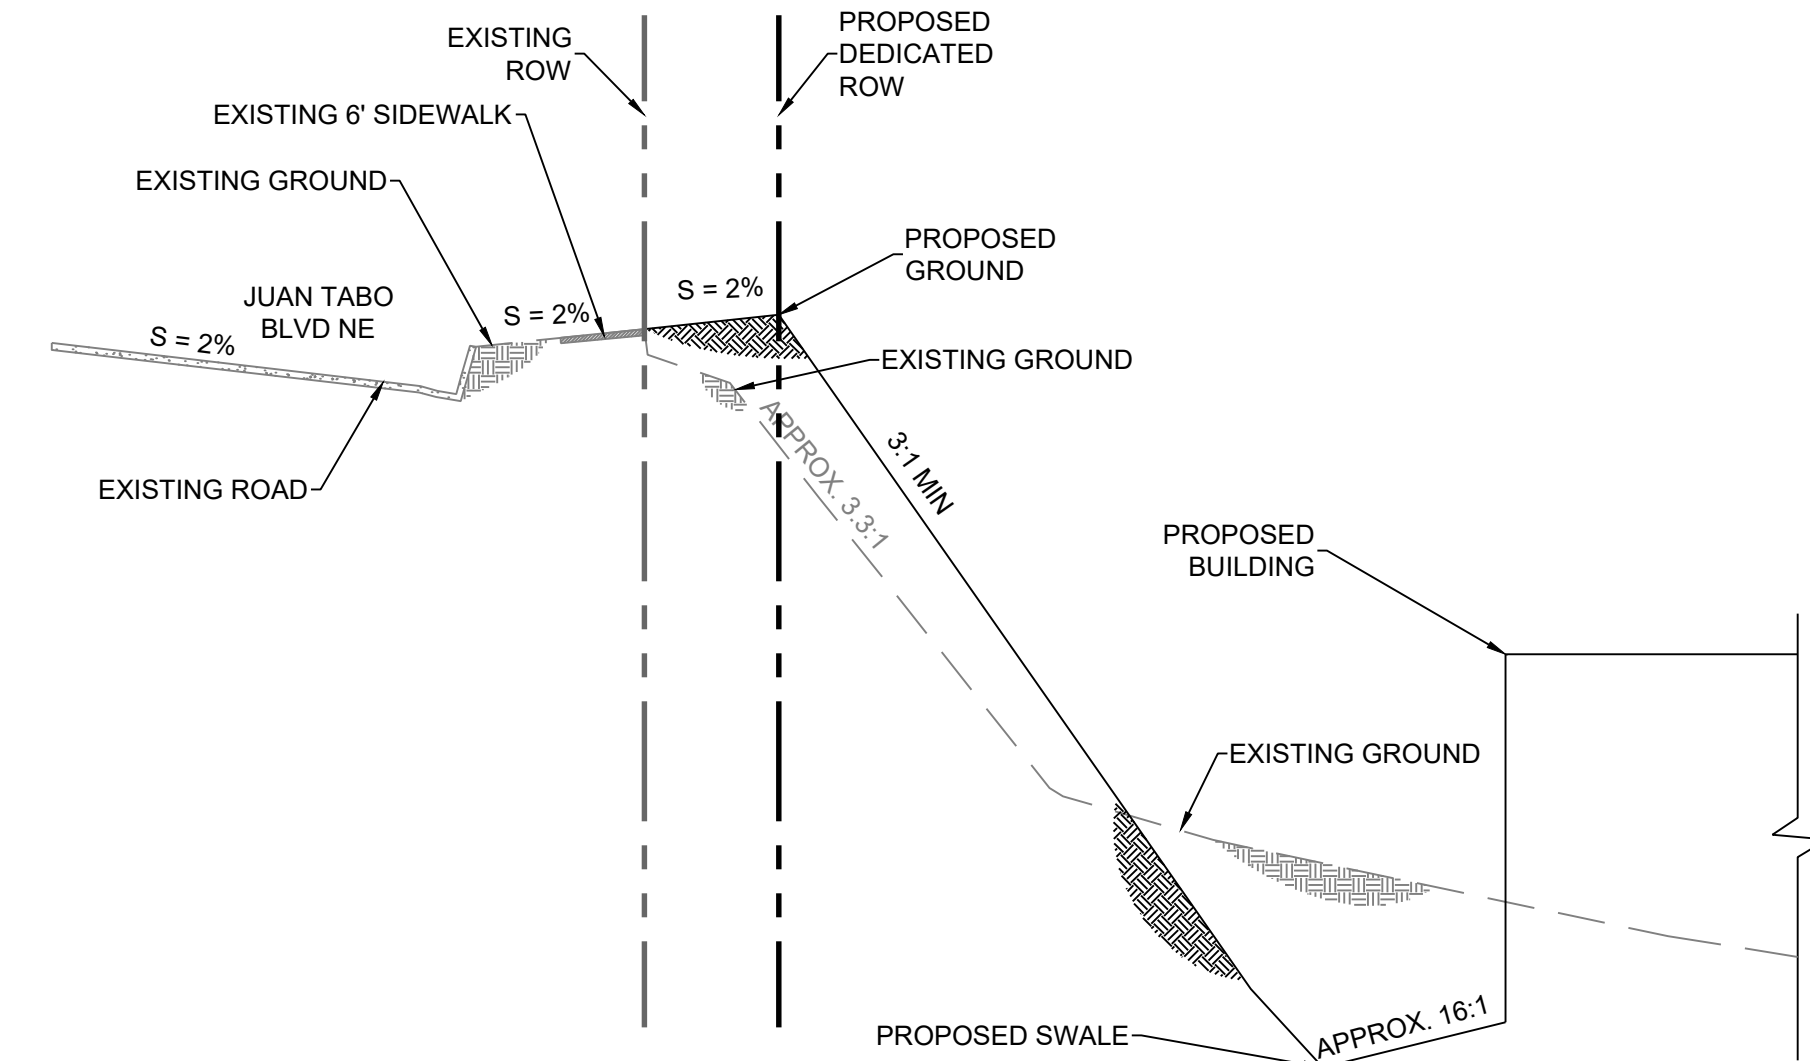 EXISTING
ROW
PROPOSED
DEDICATED
ROW
EXISTING 6' SIDEWALK
EXISTING GROUND
PROPOSED
GROUND
JUAN TABO
BLVD NE
S = 2%
S = 2%
S = 2%
EXISTING GROUND
APPROX. 3.3:1
3:1 MIN
EXISTING ROAD
PROPOSED
BUILDING
EXISTING GROUND
PROPOSED SWALE
APPROX. 16:1